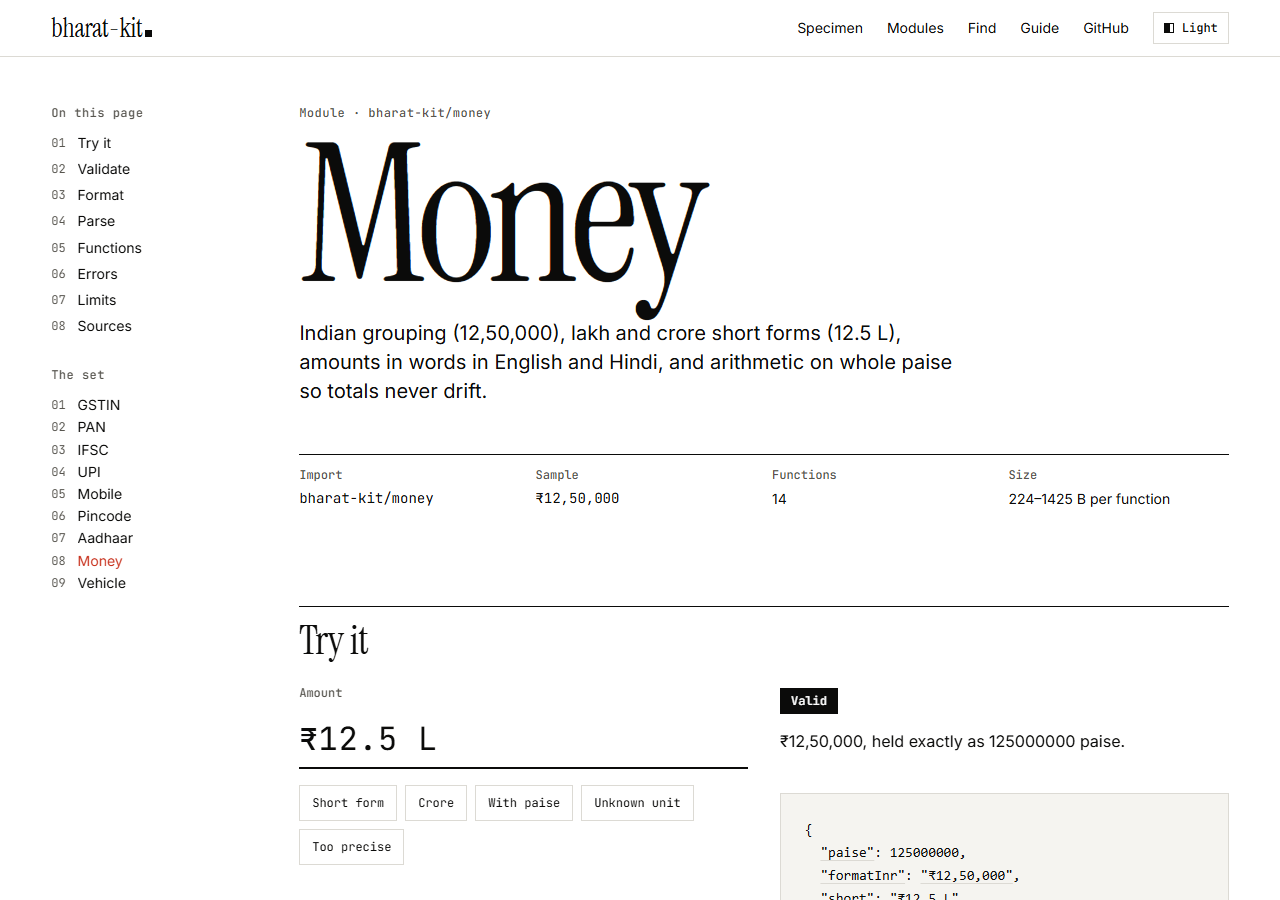 bharat-kit
Specimen Modules Find Guide GitHub Light
On this page
01 Try it
02 Validate
03 Format
04 Parse
05 Functions
06 Errors
07 Limits
08 Sources
The set
01 GSTIN
02 PAN
03 IFSC
04 UPI
05 Mobile
06 Pincode
07 Aadhaar
08 Money
09 Vehicle
Module · bharat-kit/money
Money
Indian grouping (12,50,000), lakh and crore short forms (12.5 L),
amounts in words in English and Hindi, and arithmetic on whole paise
so totals never drift.
Import Sample Functions Size
bharat-kit/money ₹12,50,000 14 224–1425 B per function
Try it
Amount
₹12.5 L
Short form Crore With paise Unknown unit
Too precise
Valid
₹12,50,000, held exactly as 125000000 paise.
{
"paise": 125000000,
"formatInr": "₹12,50,000",
"short": "₹12.5 L"